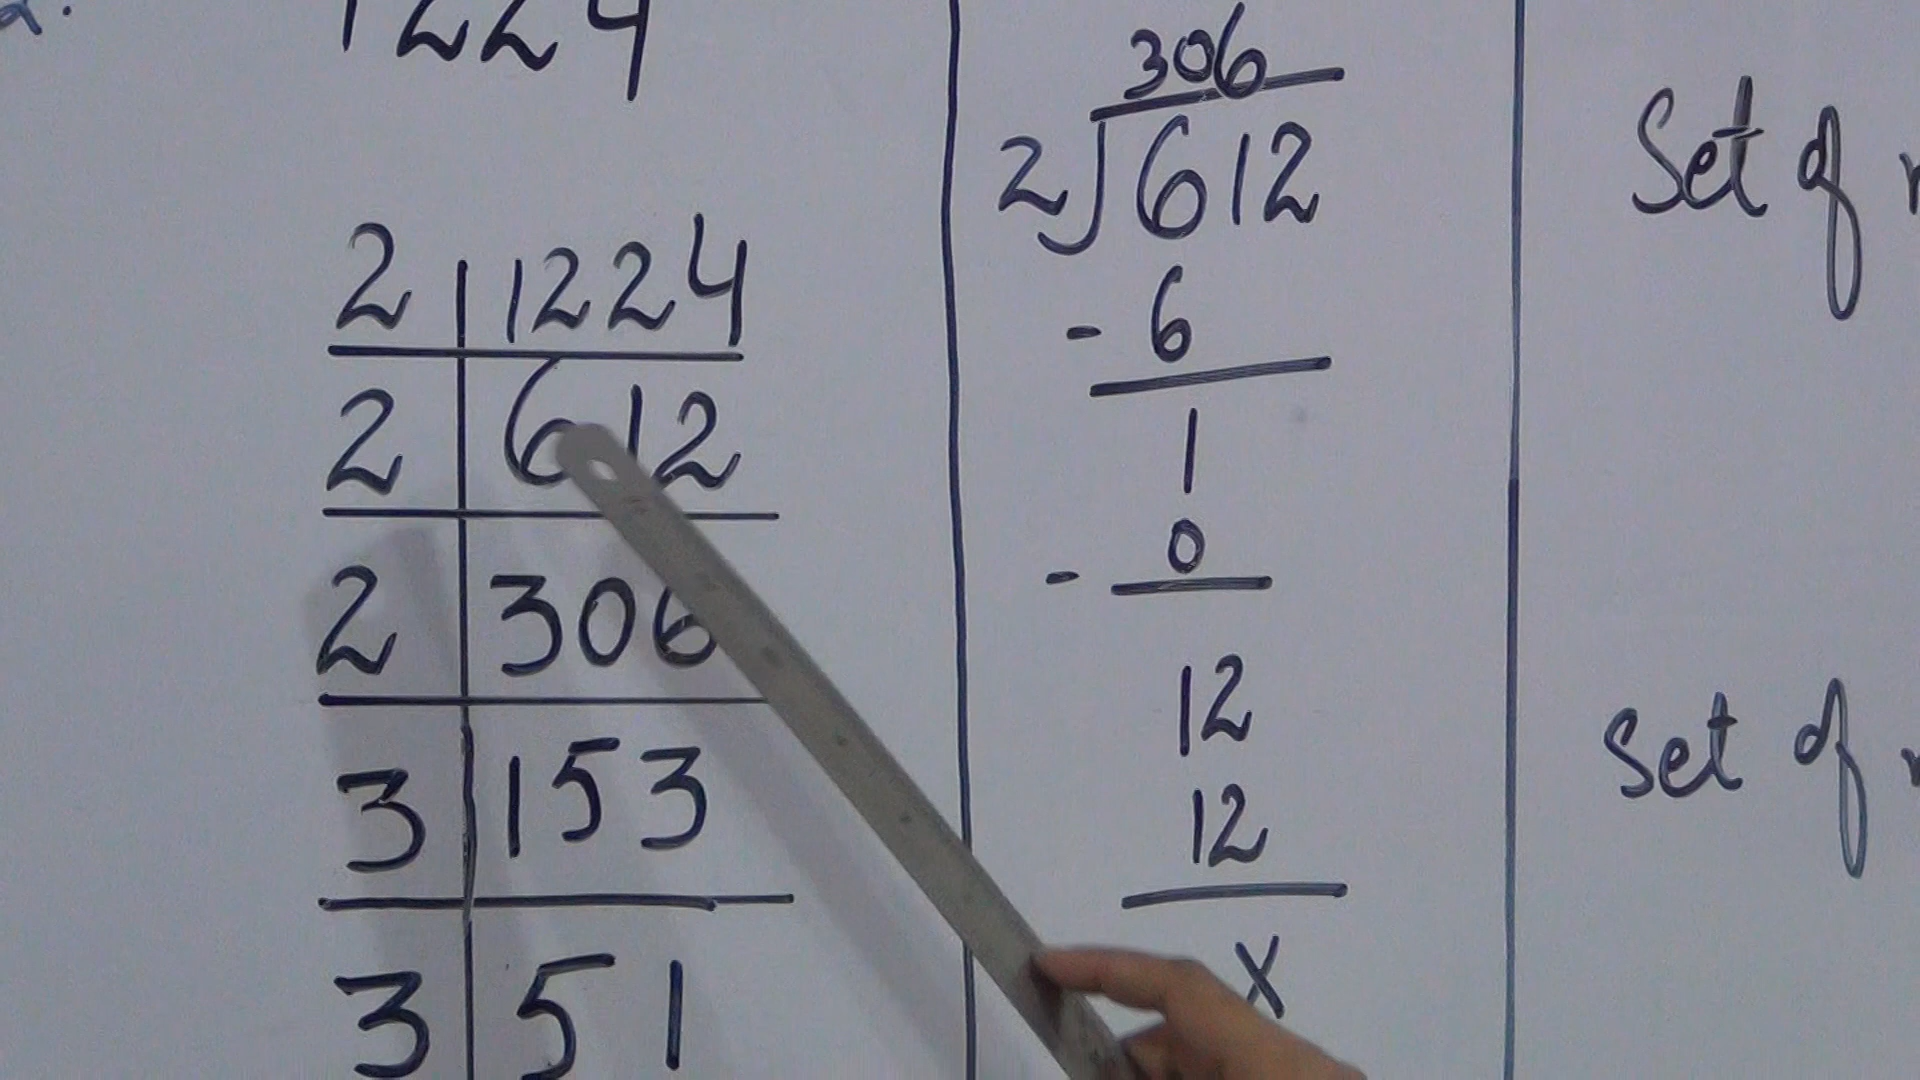 2.
1224
2 | 1224
2 | 612
2 | 306
3 | 153
3 | 51
306
2)612
- 6
1
- 0
12
12
x
Set of
Set of